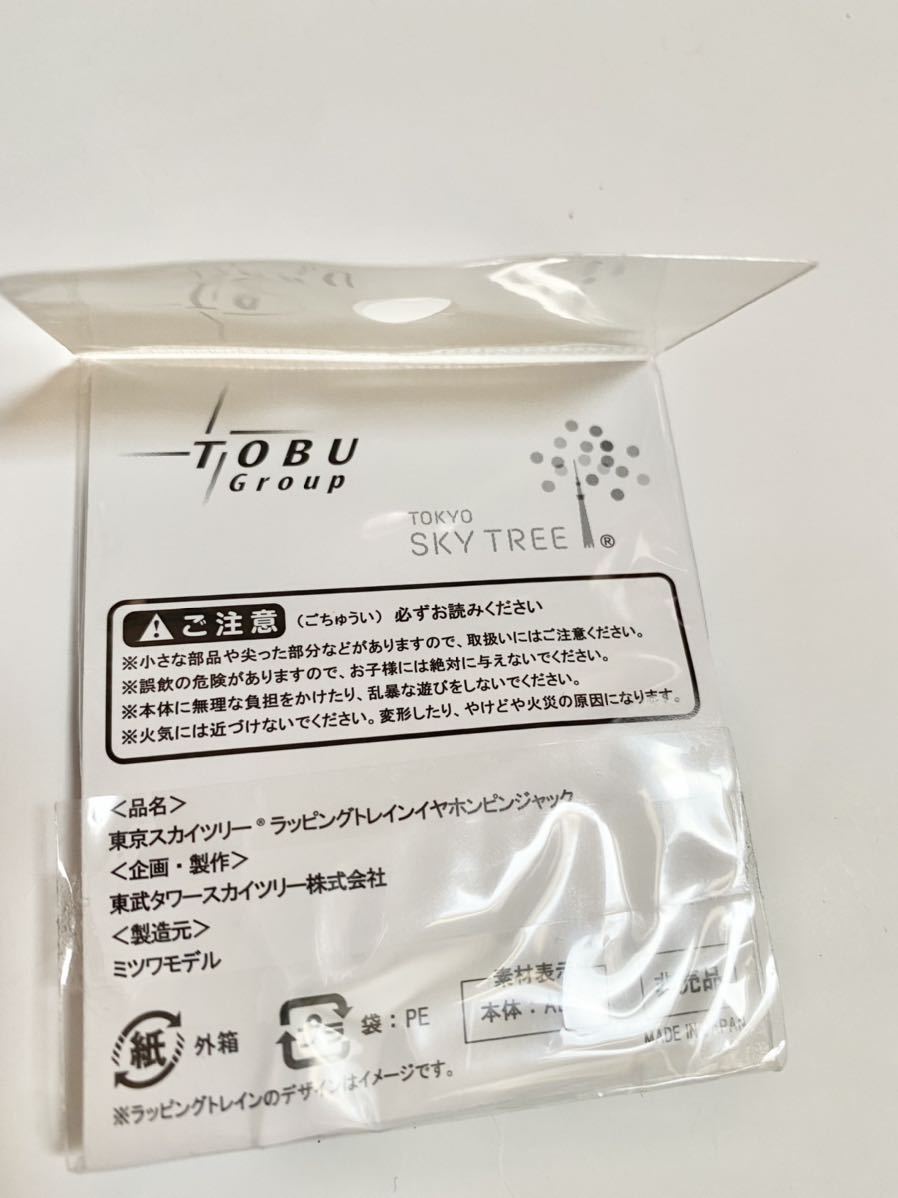 TOBU
Group
TOKYO
SKY TREE ®
ご注意 (ごちゅうい) 必ずお読みください
※小さな部品や尖った部分などがありますので、取扱いにはご注意ください。
※誤飲の危険がありますので、お子様には絶対に与えないでください。
※本体に無理な負担をかけたり、乱暴な遊びをしないでください。
※火気には近づけないでください。変形したり、やけどや火災の原因になります。
<品名>
東京スカイツリー®ラッピングトレインイヤホンピンジャック
<企画・製作>
東武タワースカイツリー株式会社
<製造元>
ミツワモデル
素材表示
本体：
非売品
紙 外箱
袋：PE
MADE IN JAPAN
※ラッピングトレインのデザインはイメージです。